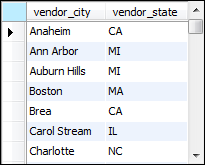 vendor_city vendor_state
Anaheim CA
Ann Arbor MI
Auburn Hills MI
Boston MA
Brea CA
Carol Stream IL
Charlotte NC